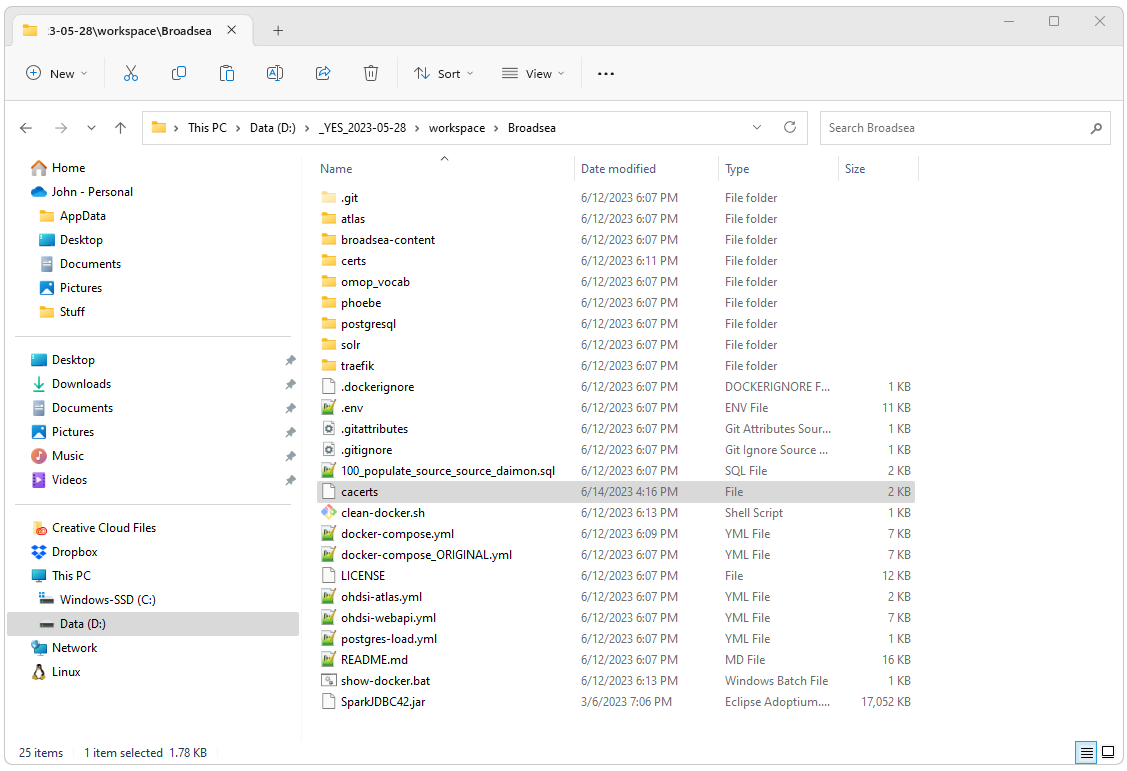 3-05-28\workspace\Broadsea
New
Sort
View
This PC > Data (D:) > _YES_2023-05-28 > workspace > Broadsea
Search Broadsea
Home
John - Personal
AppData
Desktop
Documents
Pictures
Stuff
Desktop
Downloads
Documents
Pictures
Music
Videos
Creative Cloud Files
Dropbox
This PC
Windows-SSD (C:)
Data (D:)
Network
Linux
Name Date modified Type Size
.git 6/12/2023 6:07 PM File folder
atlas 6/12/2023 6:07 PM File folder
broadsea-content 6/12/2023 6:07 PM File folder
certs 6/12/2023 6:11 PM File folder
omop_vocab 6/12/2023 6:07 PM File folder
phoebe 6/12/2023 6:07 PM File folder
postgresql 6/12/2023 6:07 PM File folder
solr 6/12/2023 6:07 PM File folder
traefik 6/12/2023 6:07 PM File folder
.dockerignore 6/12/2023 6:07 PM DOCKERIGNORE F... 1 KB
.env 6/12/2023 6:07 PM ENV File 11 KB
.gitattributes 6/12/2023 6:07 PM Git Attributes Sour... 1 KB
.gitignore 6/12/2023 6:07 PM Git Ignore Source ... 1 KB
100_populate_source_source_daimon.sql 6/12/2023 6:07 PM SQL File 2 KB
cacerts 6/14/2023 4:16 PM File 2 KB
clean-docker.sh 6/12/2023 6:13 PM Shell Script 1 KB
docker-compose.yml 6/12/2023 6:09 PM YML File 7 KB
docker-compose_ORIGINAL.yml 6/12/2023 6:07 PM YML File 7 KB
LICENSE 6/12/2023 6:07 PM File 12 KB
ohdsi-atlas.yml 6/12/2023 6:07 PM YML File 2 KB
ohdsi-webapi.yml 6/12/2023 6:07 PM YML File 7 KB
postgres-load.yml 6/12/2023 6:07 PM YML File 1 KB
README.md 6/12/2023 6:07 PM MD File 16 KB
show-docker.bat 6/12/2023 6:13 PM Windows Batch File 1 KB
SparkJDBC42.jar 3/6/2023 7:06 PM Eclipse Adoptium.... 17,052 KB
25 items 1 item selected 1.78 KB